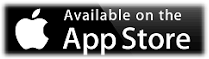 Available on the
App Store